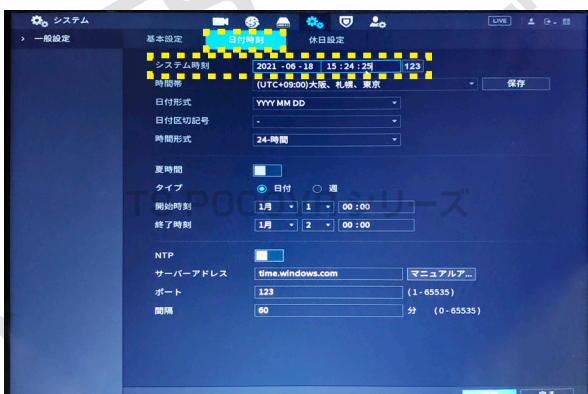 システム
LIVE
> 一般設定
基本設定 日付時刻 休日設定
システム時刻 2021 -06 -18 15 : 24 : 25 123
時間帯 (UTC+09:00)大阪、札幌、東京 保存
日付形式 YYYY MM DD
日付区切記号 -
時間形式 24-時間
夏時間
タイプ 日付 週
開始時刻 1月 1 00 : 00
終了時刻 1月 2 00 : 00
NTP
サーバーアドレス time.windows.com マニュアルア...
ポート 123 (1 - 65535)
間隔 60 分 (0 - 65535)